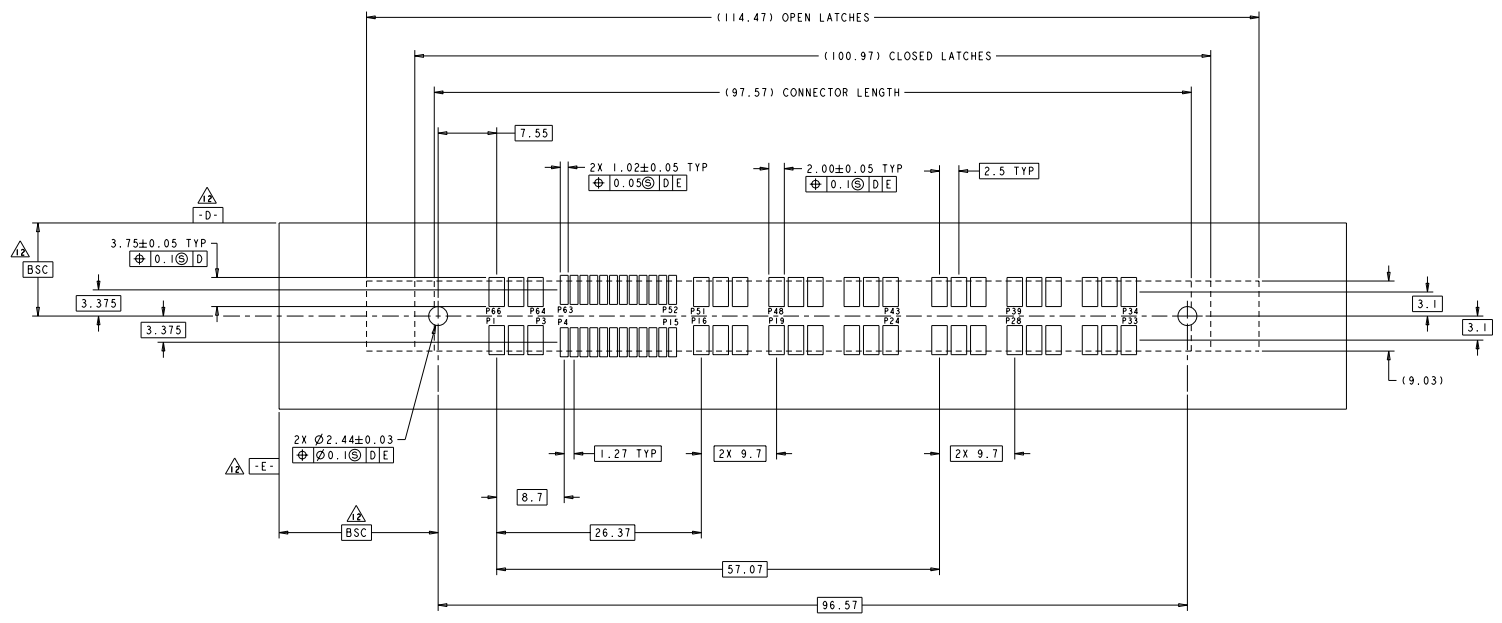 (114.47) OPEN LATCHES
(100.97) CLOSED LATCHES
(97.57) CONNECTOR LENGTH
7.55
2X 1.02±0.05 TYP
⌖ 0.05Ⓢ D E
2.00±0.05 TYP
⌖ 0.1Ⓢ D E
2.5 TYP
12
-D-
12
BSC
3.75±0.05 TYP
⌖ 0.1Ⓢ D
3.375
3.375
P66 P64 P63 P52 P51 P48 P43 P39 P34
P1 P3 P4 P15 P16 P19 P24 P28 P33
3.1
3.1
(9.03)
2X Ø2.44±0.03
⌖ Ø0.1Ⓢ D E
12 -E-
1.27 TYP
2X 9.7
2X 9.7
8.7
12
BSC
26.37
57.07
96.57